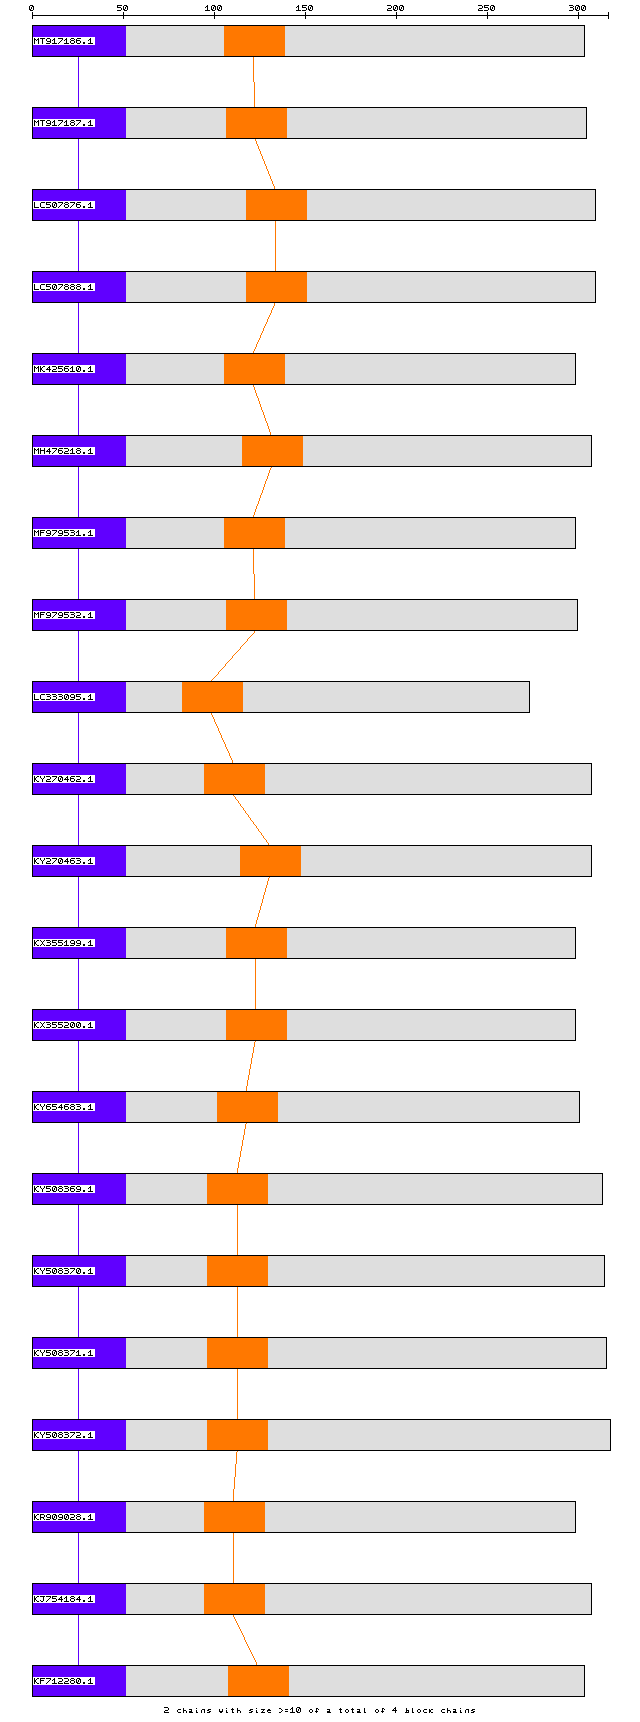 0 50 100 150 200 250 300
MT917186.1
MT917187.1
LC507876.1
LC507888.1
MK425610.1
MH476218.1
MF979531.1
MF979532.1
LC333095.1
KY270462.1
KY270463.1
KX355199.1
KX355200.1
KY654683.1
KY508369.1
KY508370.1
KY508371.1
KY508372.1
KR909028.1
KJ754184.1
KF712280.1
2 chains with size >=10 of a total of 4 block chains